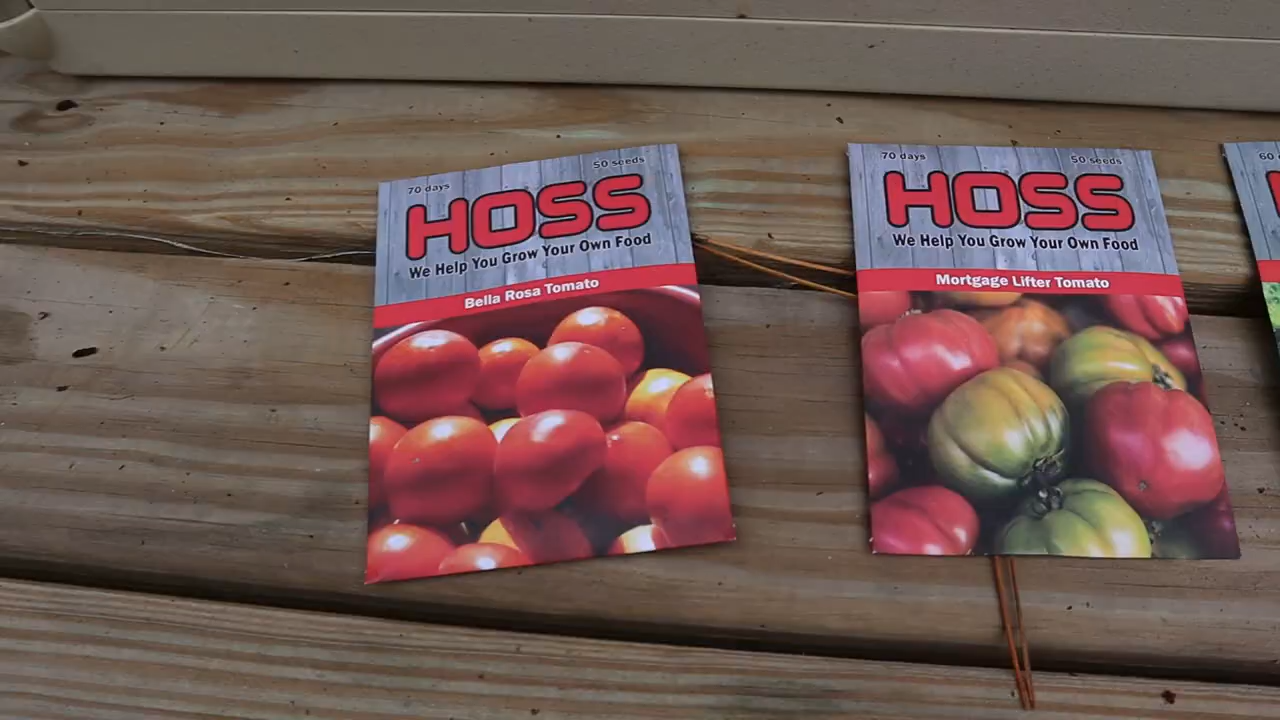 70 days
50 seeds
HOSS
We Help You Grow Your Own Food
Bella Rosa Tomato
70 days
50 seeds
HOSS
We Help You Grow Your Own Food
Mortgage Lifter Tomato
60